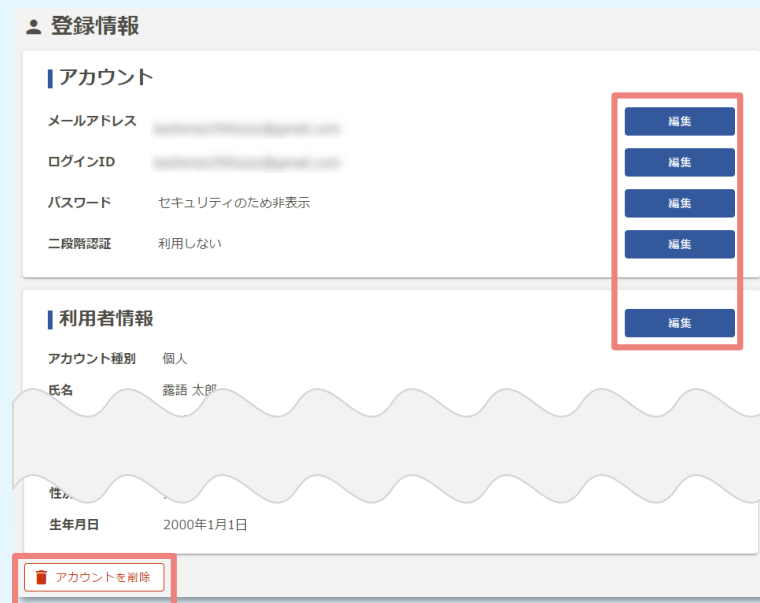 登録情報
アカウント
メールアドレス 編集
ログインID 編集
パスワード セキュリティのため非表示 編集
二段階認証 利用しない 編集
利用者情報 編集
アカウント種別 個人
氏名 露語 太郎
生年月日 2000年1月1日
アカウントを削除